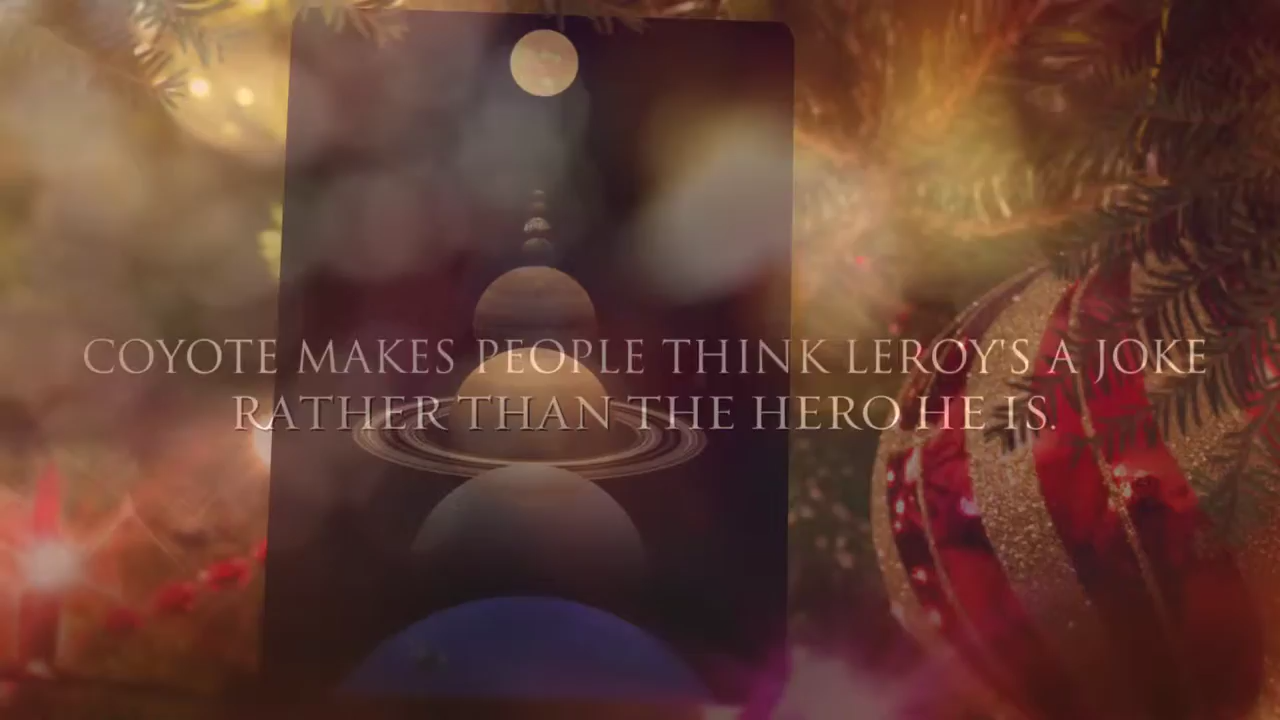 COYOTE MAKES PEOPLE THINK LEROY'S A JOKE
RATHER THAN THE HERO HE IS.